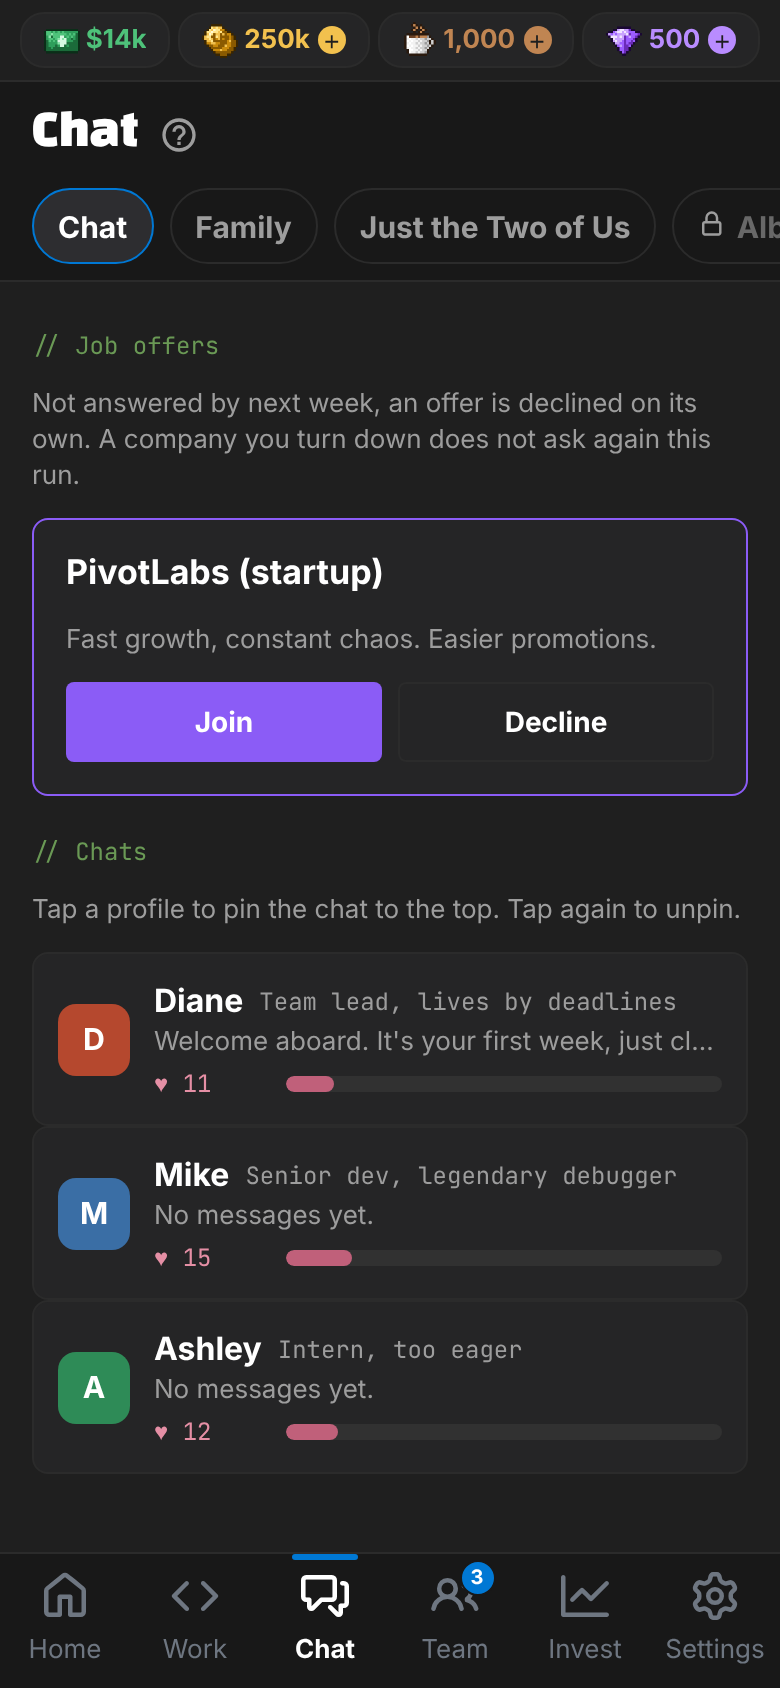 $14k 250k + 1,000 + 500 +
Chat ?
Chat Family Just the Two of Us Alb
// Job offers
Not answered by next week, an offer is declined on its
own. A company you turn down does not ask again this
run.
PivotLabs (startup)
Fast growth, constant chaos. Easier promotions.
Join Decline
// Chats
Tap a profile to pin the chat to the top. Tap again to unpin.
Diane Team lead, lives by deadlines
D
Welcome aboard. It's your first week, just cl...
♥ 11
Mike Senior dev, legendary debugger
M
No messages yet.
♥ 15
Ashley Intern, too eager
A
No messages yet.
♥ 12
3
Home Work Chat Team Invest Settings